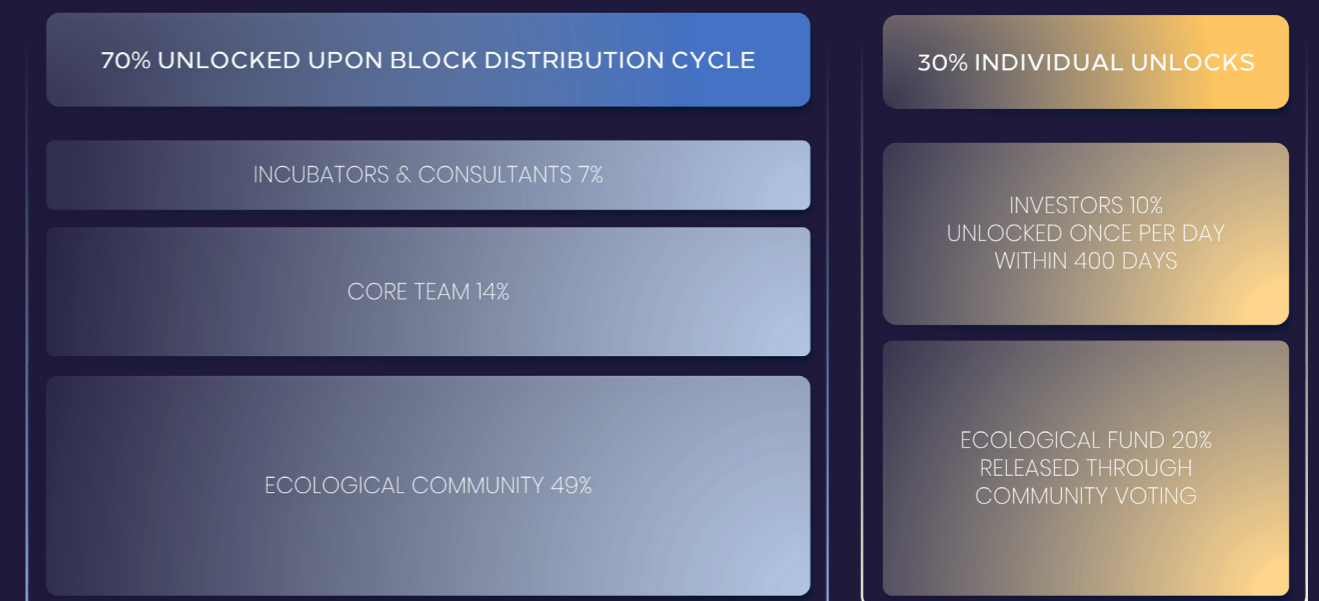 70% UNLOCKED UPON BLOCK DISTRIBUTION CYCLE
INCUBATORS & CONSULTANTS 7%
CORE TEAM 14%
ECOLOGICAL COMMUNITY 49%
30% INDIVIDUAL UNLOCKS
INVESTORS 10%
UNLOCKED ONCE PER DAY
WITHIN 400 DAYS
ECOLOGICAL FUND 20%
RELEASED THROUGH
COMMUNITY VOTING